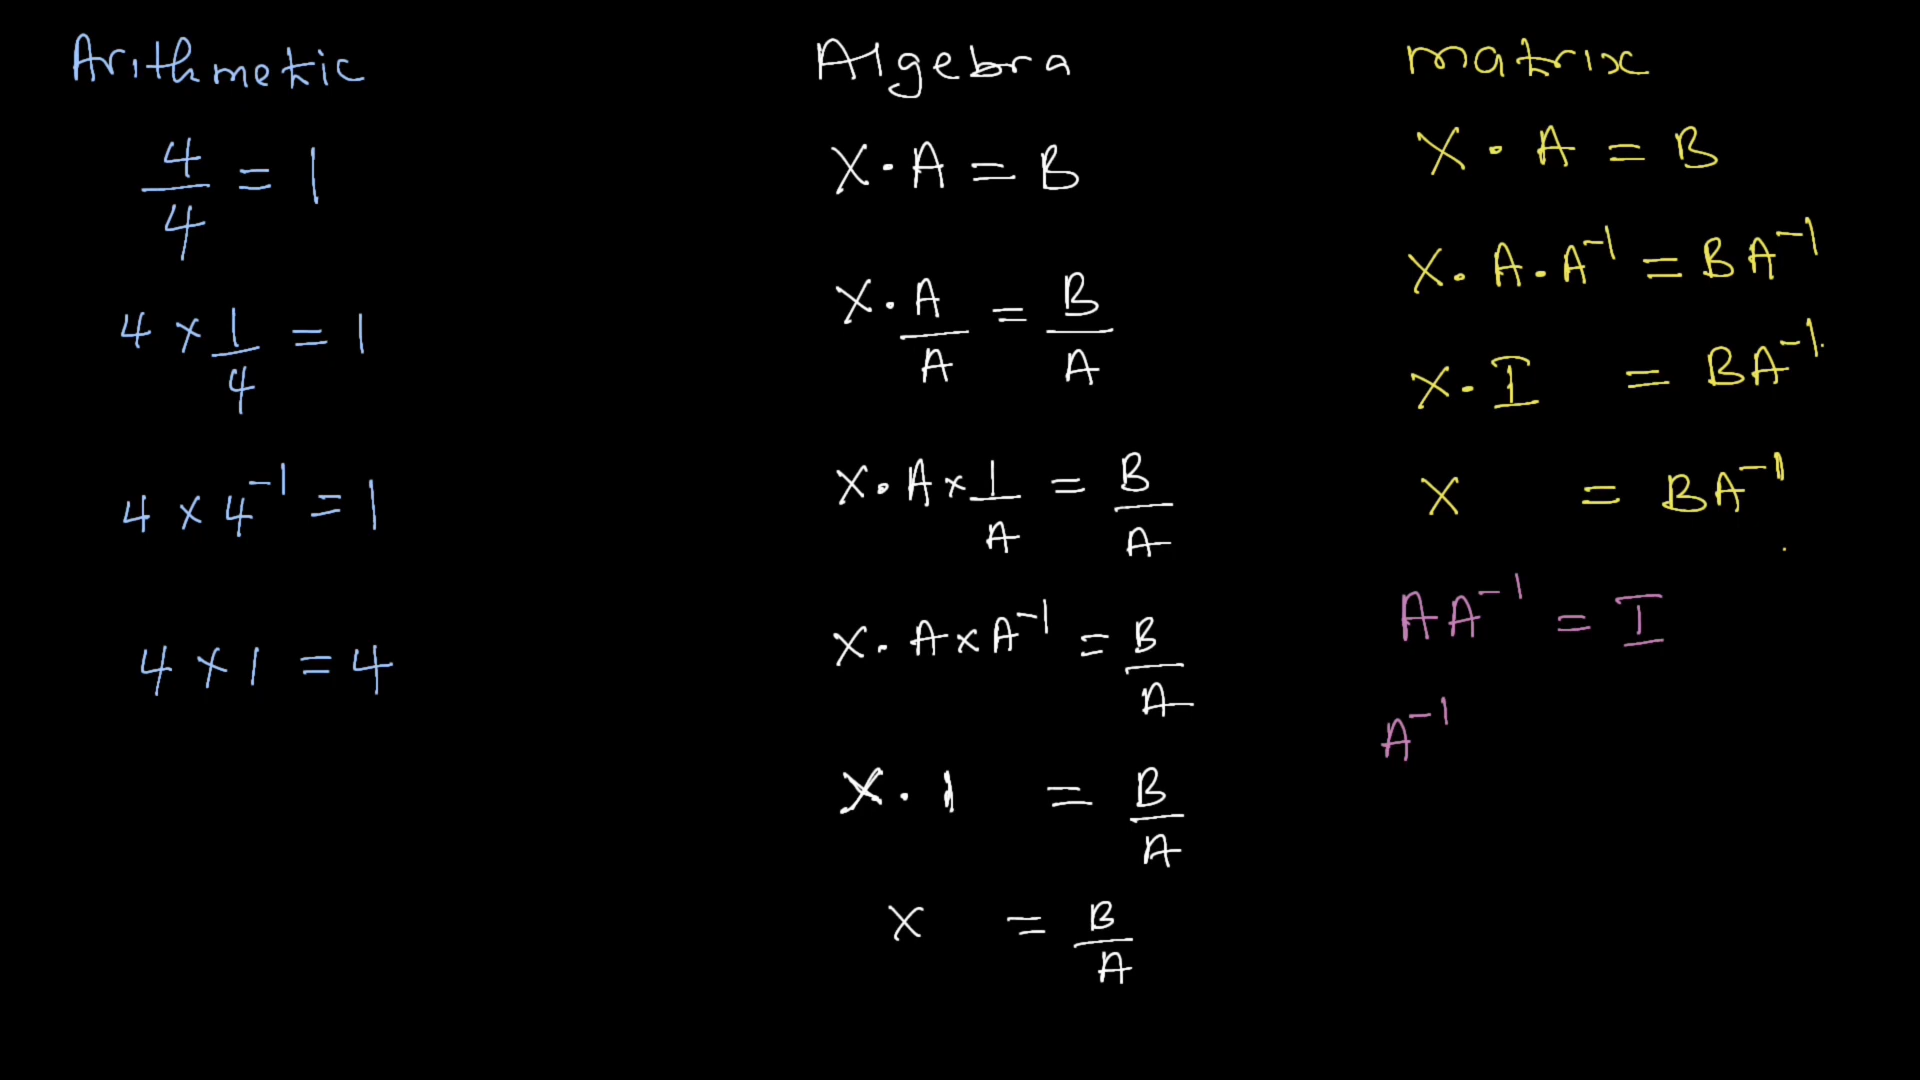 Arithmetic
4/4 = 1
4 × 1/4 = 1
4 × 4⁻¹ = 1
4 × 1 = 4
Algebra
X · A = B
X · A/A = B/A
X · A × 1/A = B/A
X · A × A⁻¹ = B/A
X · 1 = B/A
X = B/A
matrix
X · A = B
X · A · A⁻¹ = BA⁻¹
X · I = BA⁻¹
X = BA⁻¹
AA⁻¹ = I
A⁻¹